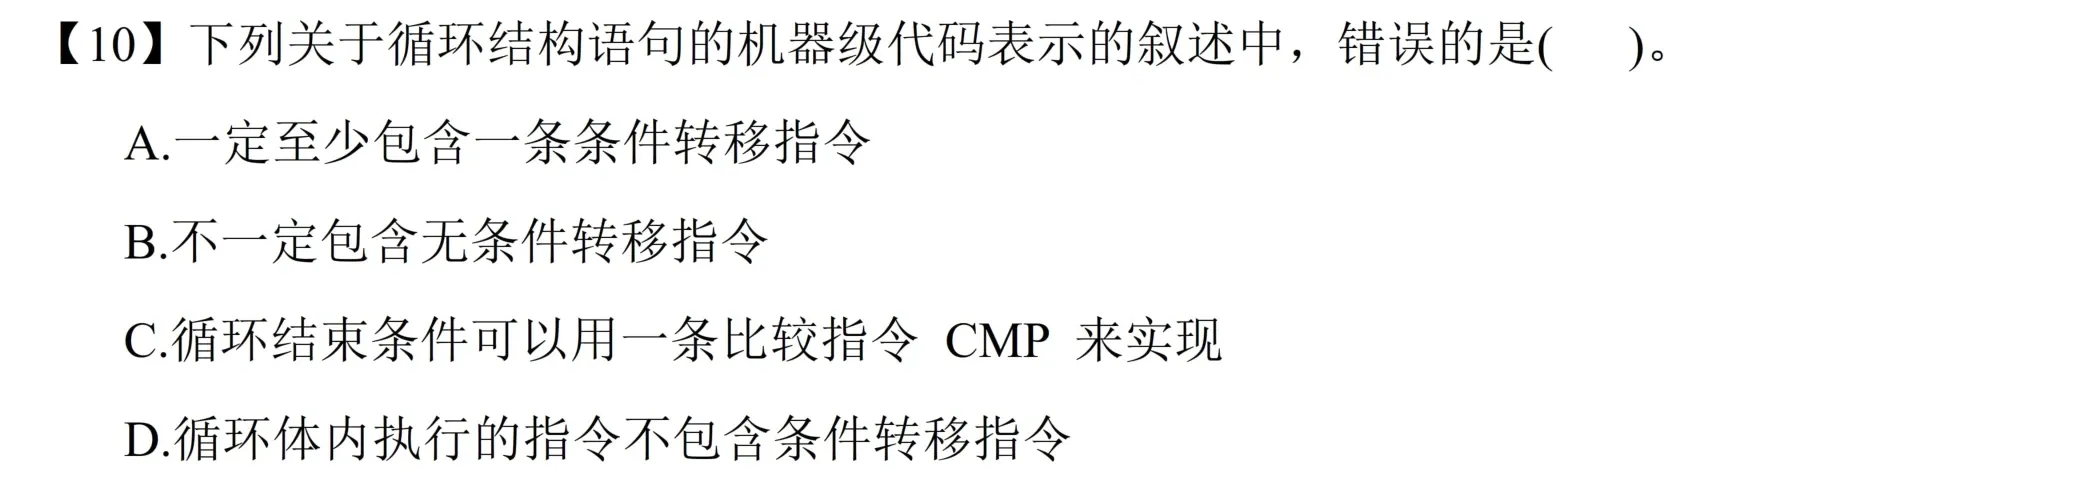 【10】下列关于循环结构语句的机器级代码表示的叙述中，错误的是(    )。
A.一定至少包含一条条件转移指令
B.不一定包含无条件转移指令
C.循环结束条件可以用一条比较指令 CMP 来实现
D.循环体内执行的指令不包含条件转移指令